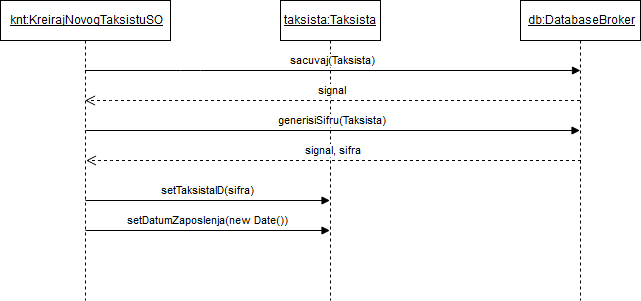 knt:KreirajNovogTaksistuSO
taksista:Taksista
db:DatabaseBroker
sacuvaj(Taksista)
signal
generisiSifru(Taksista)
signal, sifra
setTaksistaID(sifra)
setDatumZaposlenja(new Date())